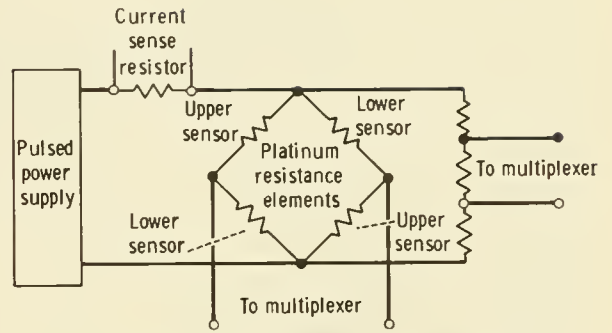 Current
sense
resistor
Upper
sensor
Lower
sensor
Pulsed
power
supply
Platinum
resistance
elements
To multiplexer
Lower
sensor
Upper
sensor
To multiplexer